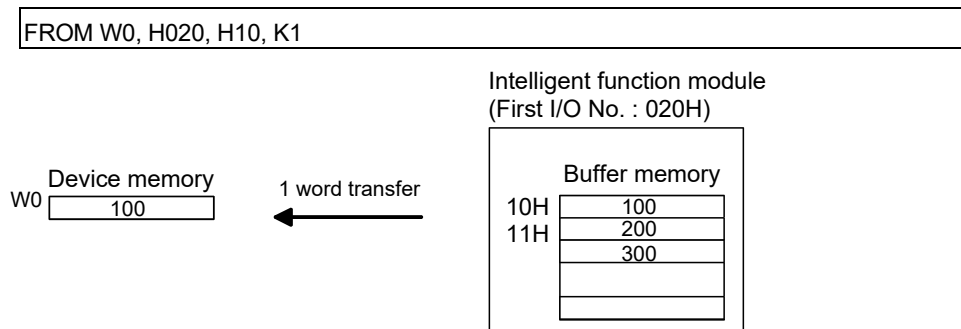 FROM W0, H020, H10, K1
Intelligent function module
(First I/O No. : 020H)
Device memory
W0 100
1 word transfer
Buffer memory
10H 100
11H 200
300